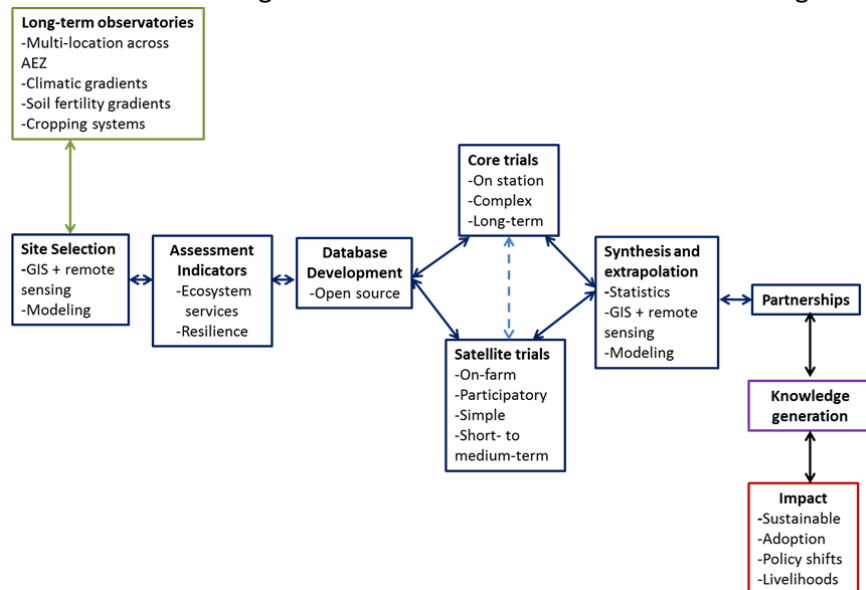 Long-term observatories
-Multi-location across
AEZ
-Climatic gradients
-Soil fertility gradients
-Cropping systems
Site Selection
-GIS + remote
sensing
-Modeling
Assessment
Indicators
-Ecosystem
services
-Resilience
Database
Development
-Open source
Core trials
-On station
-Complex
-Long-term
Satellite trials
-On-farm
-Participatory
-Simple
-Short- to
medium-term
Synthesis and
extrapolation
-Statistics
-GIS + remote
sensing
-Modeling
Partnerships
Knowledge
generation
Impact
-Sustainable
-Adoption
-Policy shifts
-Livelihoods